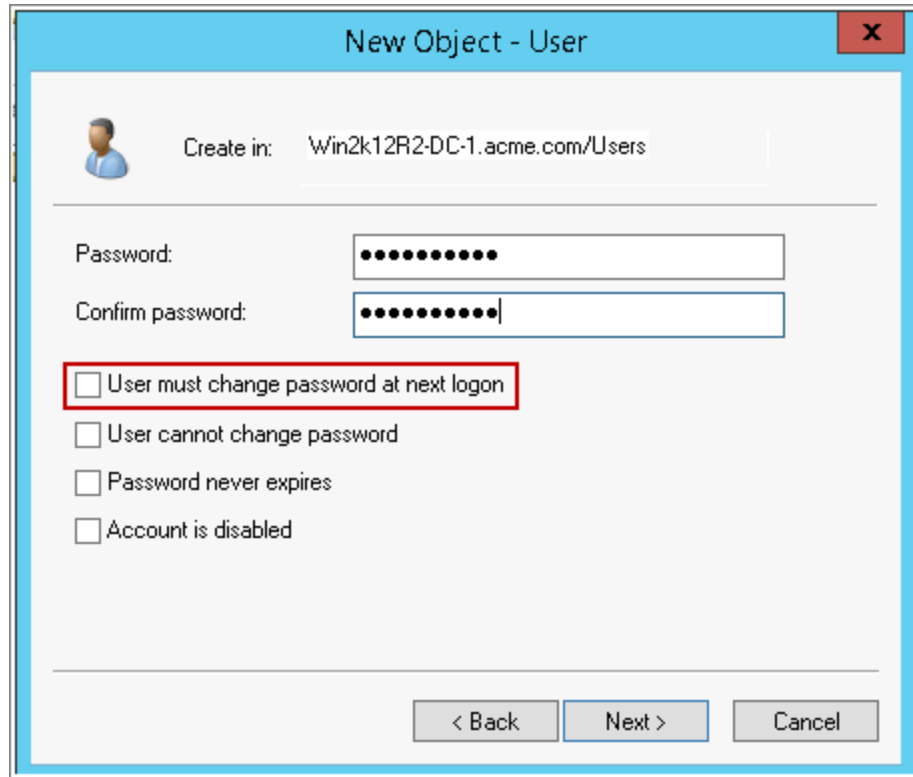 New Object - User
x
Create in: Win2k12R2-DC-1.acme.com/Users
Password: ●●●●●●●●●●
Confirm password: ●●●●●●●●●●
User must change password at next logon
User cannot change password
Password never expires
Account is disabled
< Back Next > Cancel